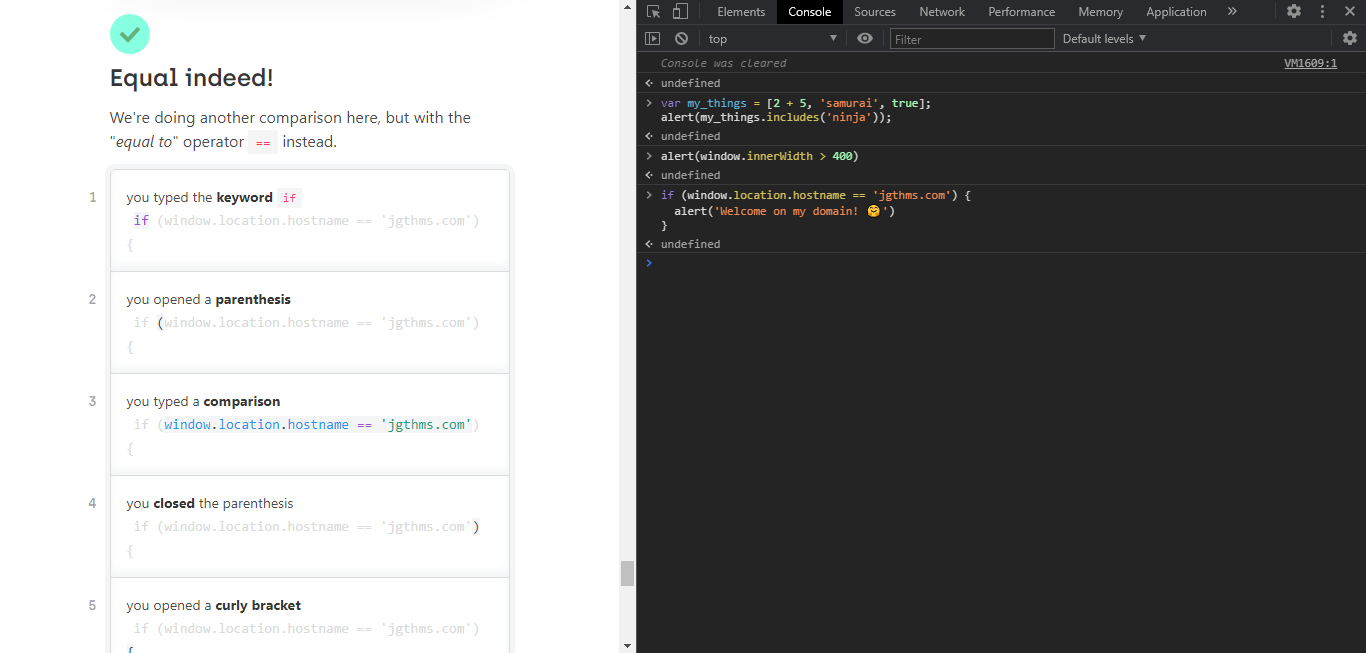 Equal indeed!
We're doing another comparison here, but with the
"equal to" operator == instead.
1
you typed the keyword if
if (window.location.hostname == 'jgthms.com')
{
2
you opened a parenthesis
if (window.location.hostname == 'jgthms.com')
{
3
you typed a comparison
if (window.location.hostname == 'jgthms.com')
{
4
you closed the parenthesis
if (window.location.hostname == 'jgthms.com')
{
5
you opened a curly bracket
if (window.location.hostname == 'jgthms.com')
{
Elements Console Sources Network Performance Memory Application »
top Filter Default levels
Console was cleared VM1609:1
undefined
var my_things = [2 + 5, 'samurai', true];
alert(my_things.includes('ninja'));
undefined
alert(window.innerWidth > 400)
undefined
if (window.location.hostname == 'jgthms.com') {
alert('Welcome on my domain! 🤗')
}
undefined